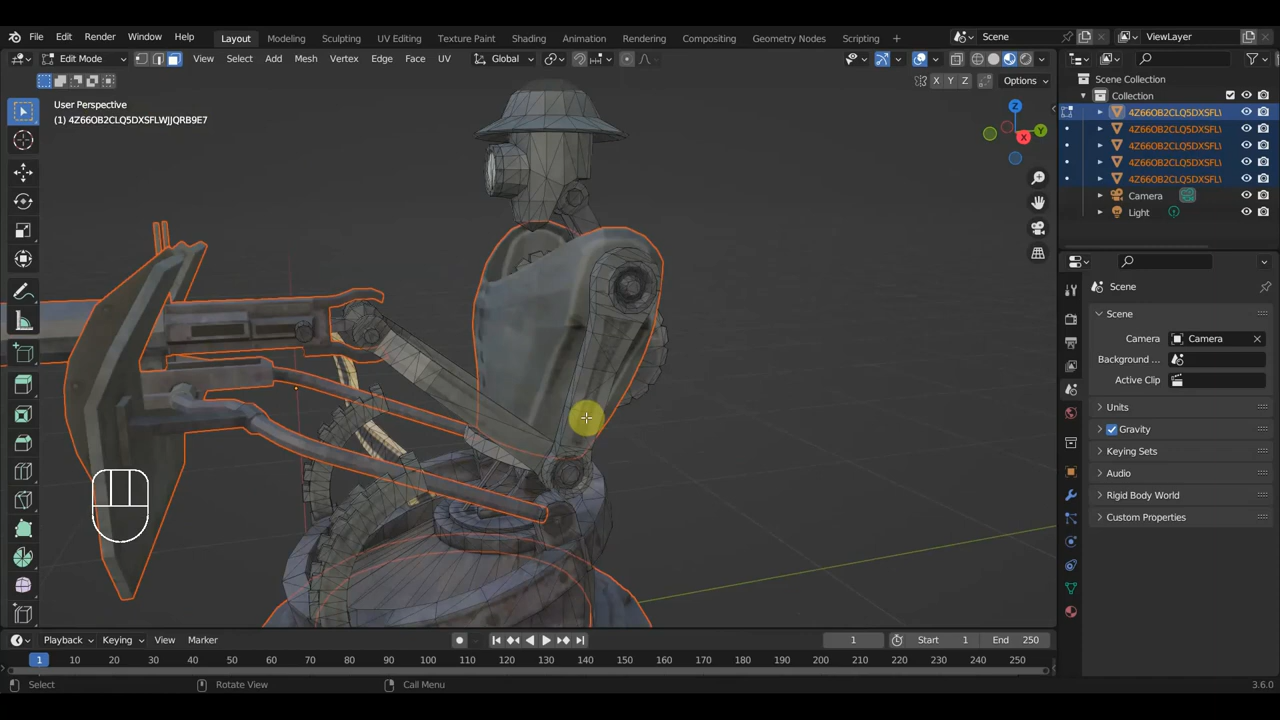 File Edit Render Window Help Layout Modeling Sculpting UV Editing Texture Paint Shading Animation Rendering Compositing Geometry Nodes Scripting Scene ViewLayer
Edit Mode View Select Add Mesh Vertex Edge Face UV Global
X Y Z Options
User Perspective
(1) 4Z66OB2CLQ5DXSFLWJJQRB9E7
Z
Y
X
Scene Collection
Collection
4Z66OB2CLQ5DXSFLV
4Z66OB2CLQ5DXSFLV
4Z66OB2CLQ5DXSFLV
4Z66OB2CLQ5DXSFLV
4Z66OB2CLQ5DXSFLV
Camera
Light
Scene
Scene
Camera Camera
Background ...
Active Clip
Units
Gravity
Keying Sets
Audio
Rigid Body World
Custom Properties
Playback Keying View Marker 1 Start 1 End 250
1 10 20 30 40 50 60 70 80 90 100 110 120 130 140 150 160 170 180 190 200 210 220 230 240 250
Select Rotate View Call Menu 3.6.0